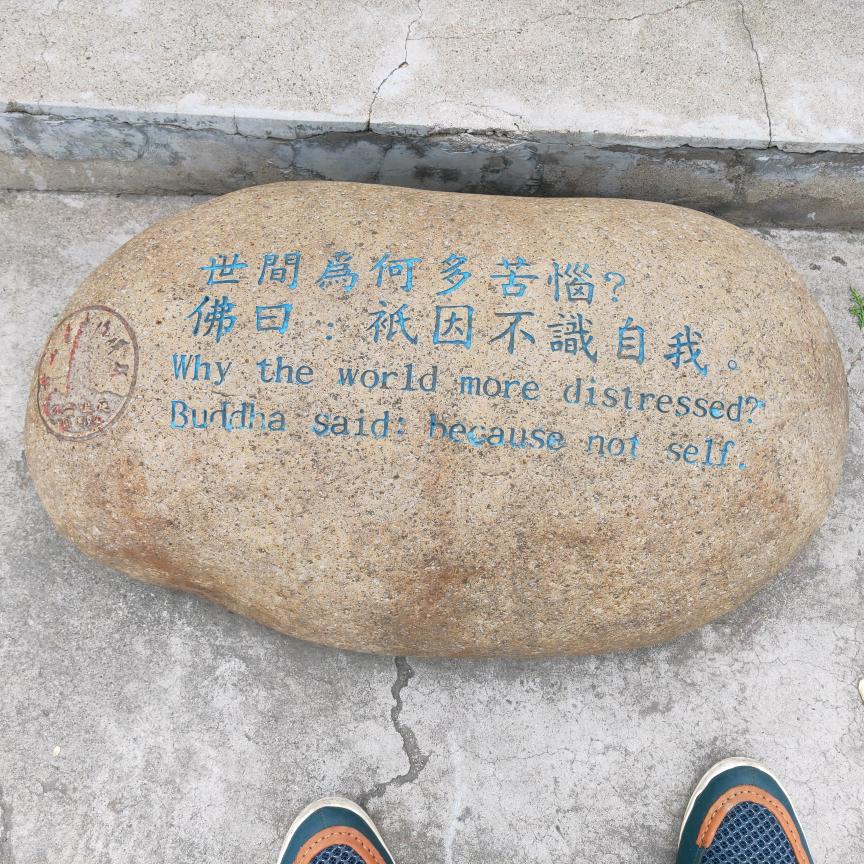 世間爲何多苦惱?
佛曰：衹因不識自我。
Why the world more distressed?
Buddha said: because not self.